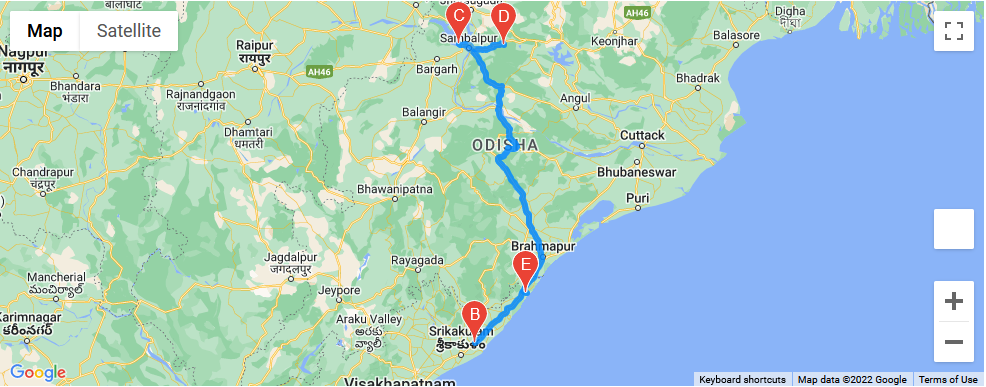 Map
Satellite
C
D
Sambalpur
Bargarh
Raipur
रायपुर
AH46
AH46
Keonjhar
Digha
Balasore
Nagpur
नागपूर
Bhandara
भंडारा
Rajnandgaon
राजनांदगांव
Bhadrak
Angul
Balangir
Dhamtari
धमतरी
ODISHA
Cuttack
Bhubaneswar
Chandrapur
चंद्रपूर
Bhawanipatna
Puri
Brahmapur
Jagdalpur
जगदलपुर
Rayagada
E
Mancherial
మంచిర్యాల
Jeypore
B
Karimnagar
కరీంనగర్
Araku Valley
అరకు
వ్యాలీ
Srikakulam
శ్రీకాకుళం
Google
Visakhapatnam
Keyboard shortcuts
Map data ©2022 Google
Terms of Use